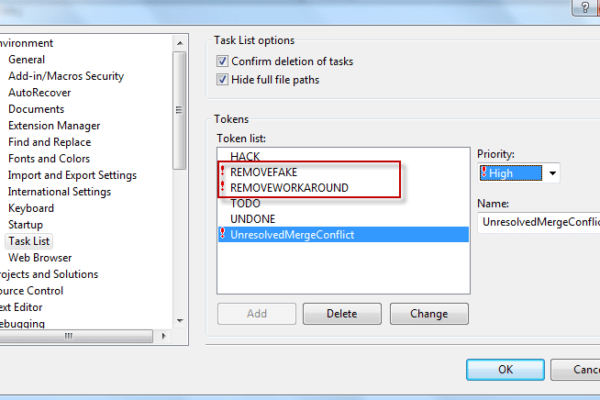 nvironment
General
Add-in/Macros Security
AutoRecover
Documents
Extension Manager
Find and Replace
Fonts and Colors
Import and Export Settings
International Settings
Keyboard
Startup
Task List
Web Browser
rojects and Solutions
ource Control
ext Editor
ebugging
Task List options
Confirm deletion of tasks
Hide full file paths
Tokens
Token list:
HACK
REMOVEFAKE
REMOVEWORKAROUND
TODO
UNDONE
UnresolvedMergeConflict
Priority:
High
Name:
UnresolvedMergeConflic
Add
Delete
Change
OK
Cance